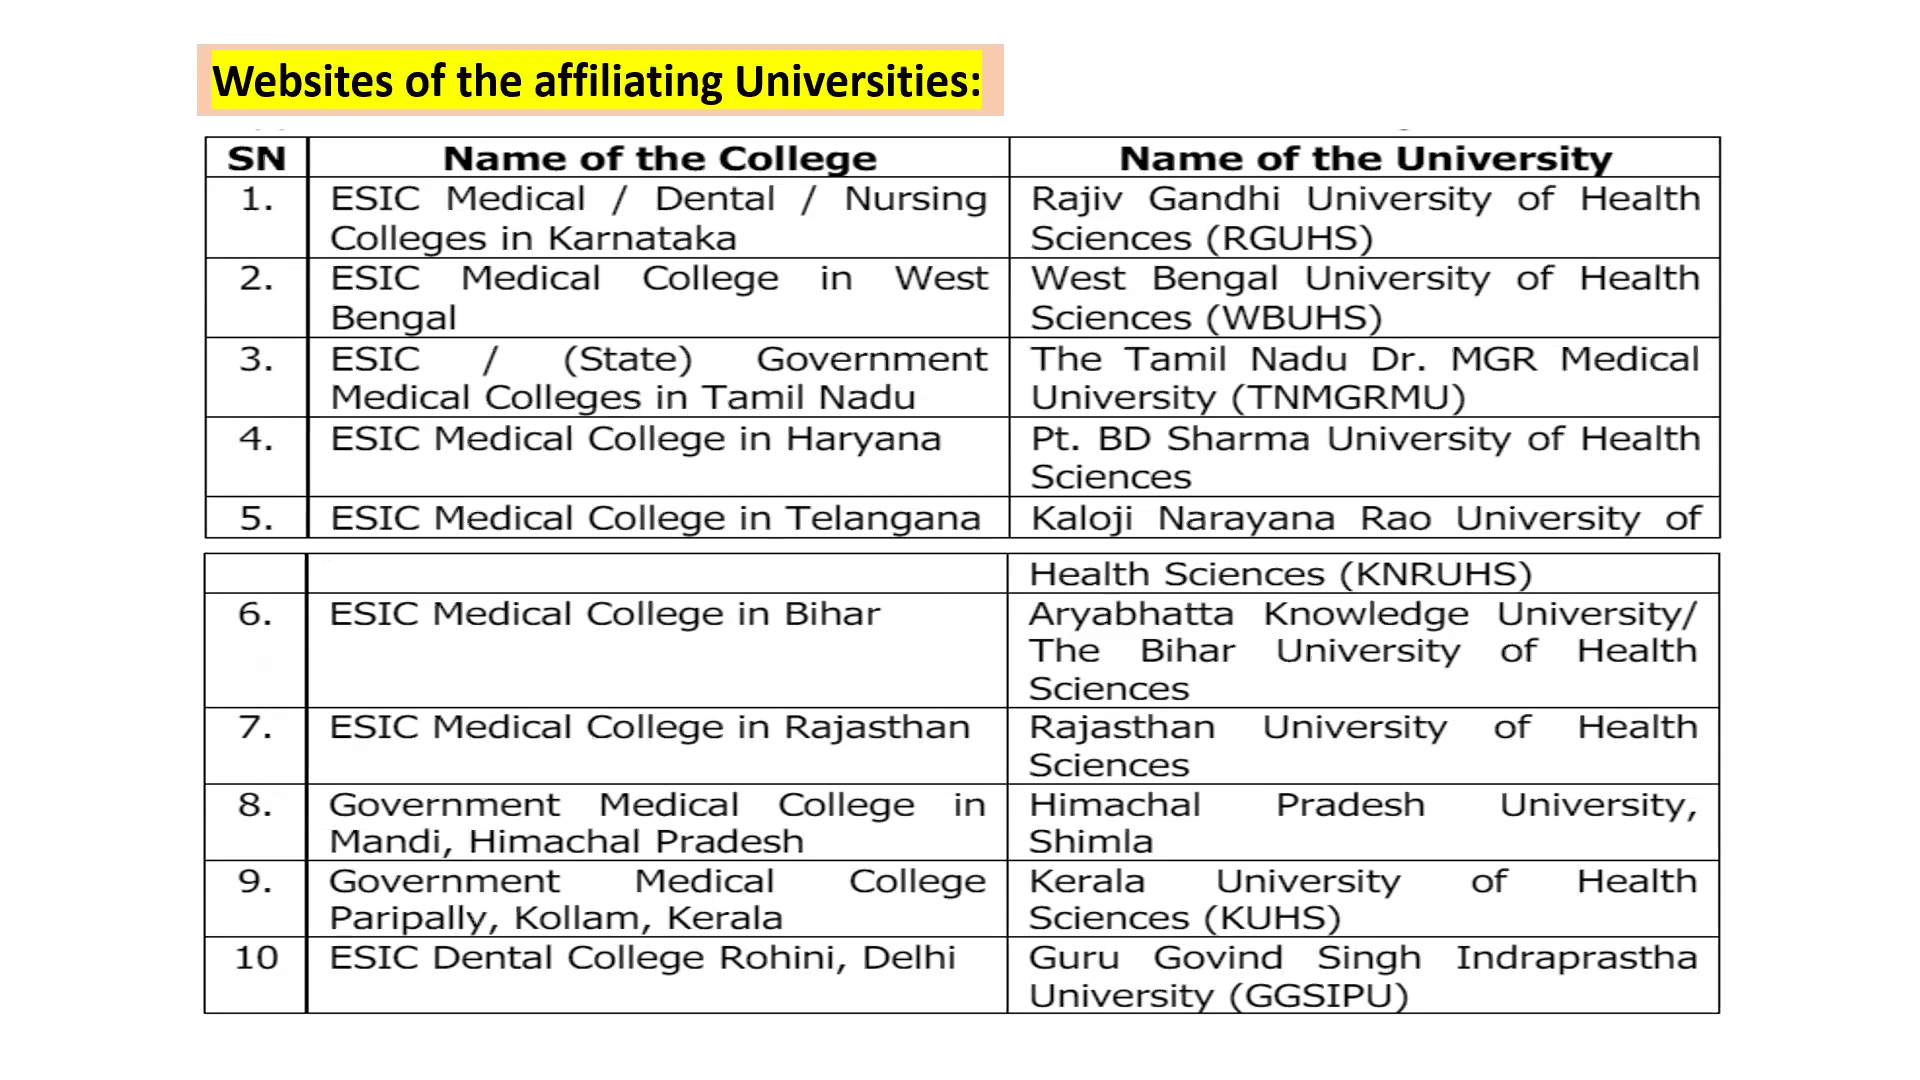 Websites of the affiliating Universities:
SN Name of the College Name of the University
1. ESIC Medical / Dental / Nursing Rajiv Gandhi University of Health
Colleges in Karnataka Sciences (RGUHS)
2. ESIC Medical College in West West Bengal University of Health
Bengal Sciences (WBUHS)
3. ESIC / (State) Government The Tamil Nadu Dr. MGR Medical
Medical Colleges in Tamil Nadu University (TNMGRMU)
4. ESIC Medical College in Haryana Pt. BD Sharma University of Health
Sciences
5. ESIC Medical College in Telangana Kaloji Narayana Rao University of
Health Sciences (KNRUHS)
6. ESIC Medical College in Bihar Aryabhatta Knowledge University/
The Bihar University of Health
Sciences
7. ESIC Medical College in Rajasthan Rajasthan University of Health
Sciences
8. Government Medical College in Himachal Pradesh University,
Mandi, Himachal Pradesh Shimla
9. Government Medical College Kerala University of Health
Paripally, Kollam, Kerala Sciences (KUHS)
10 ESIC Dental College Rohini, Delhi Guru Govind Singh Indraprastha
University (GGSIPU)